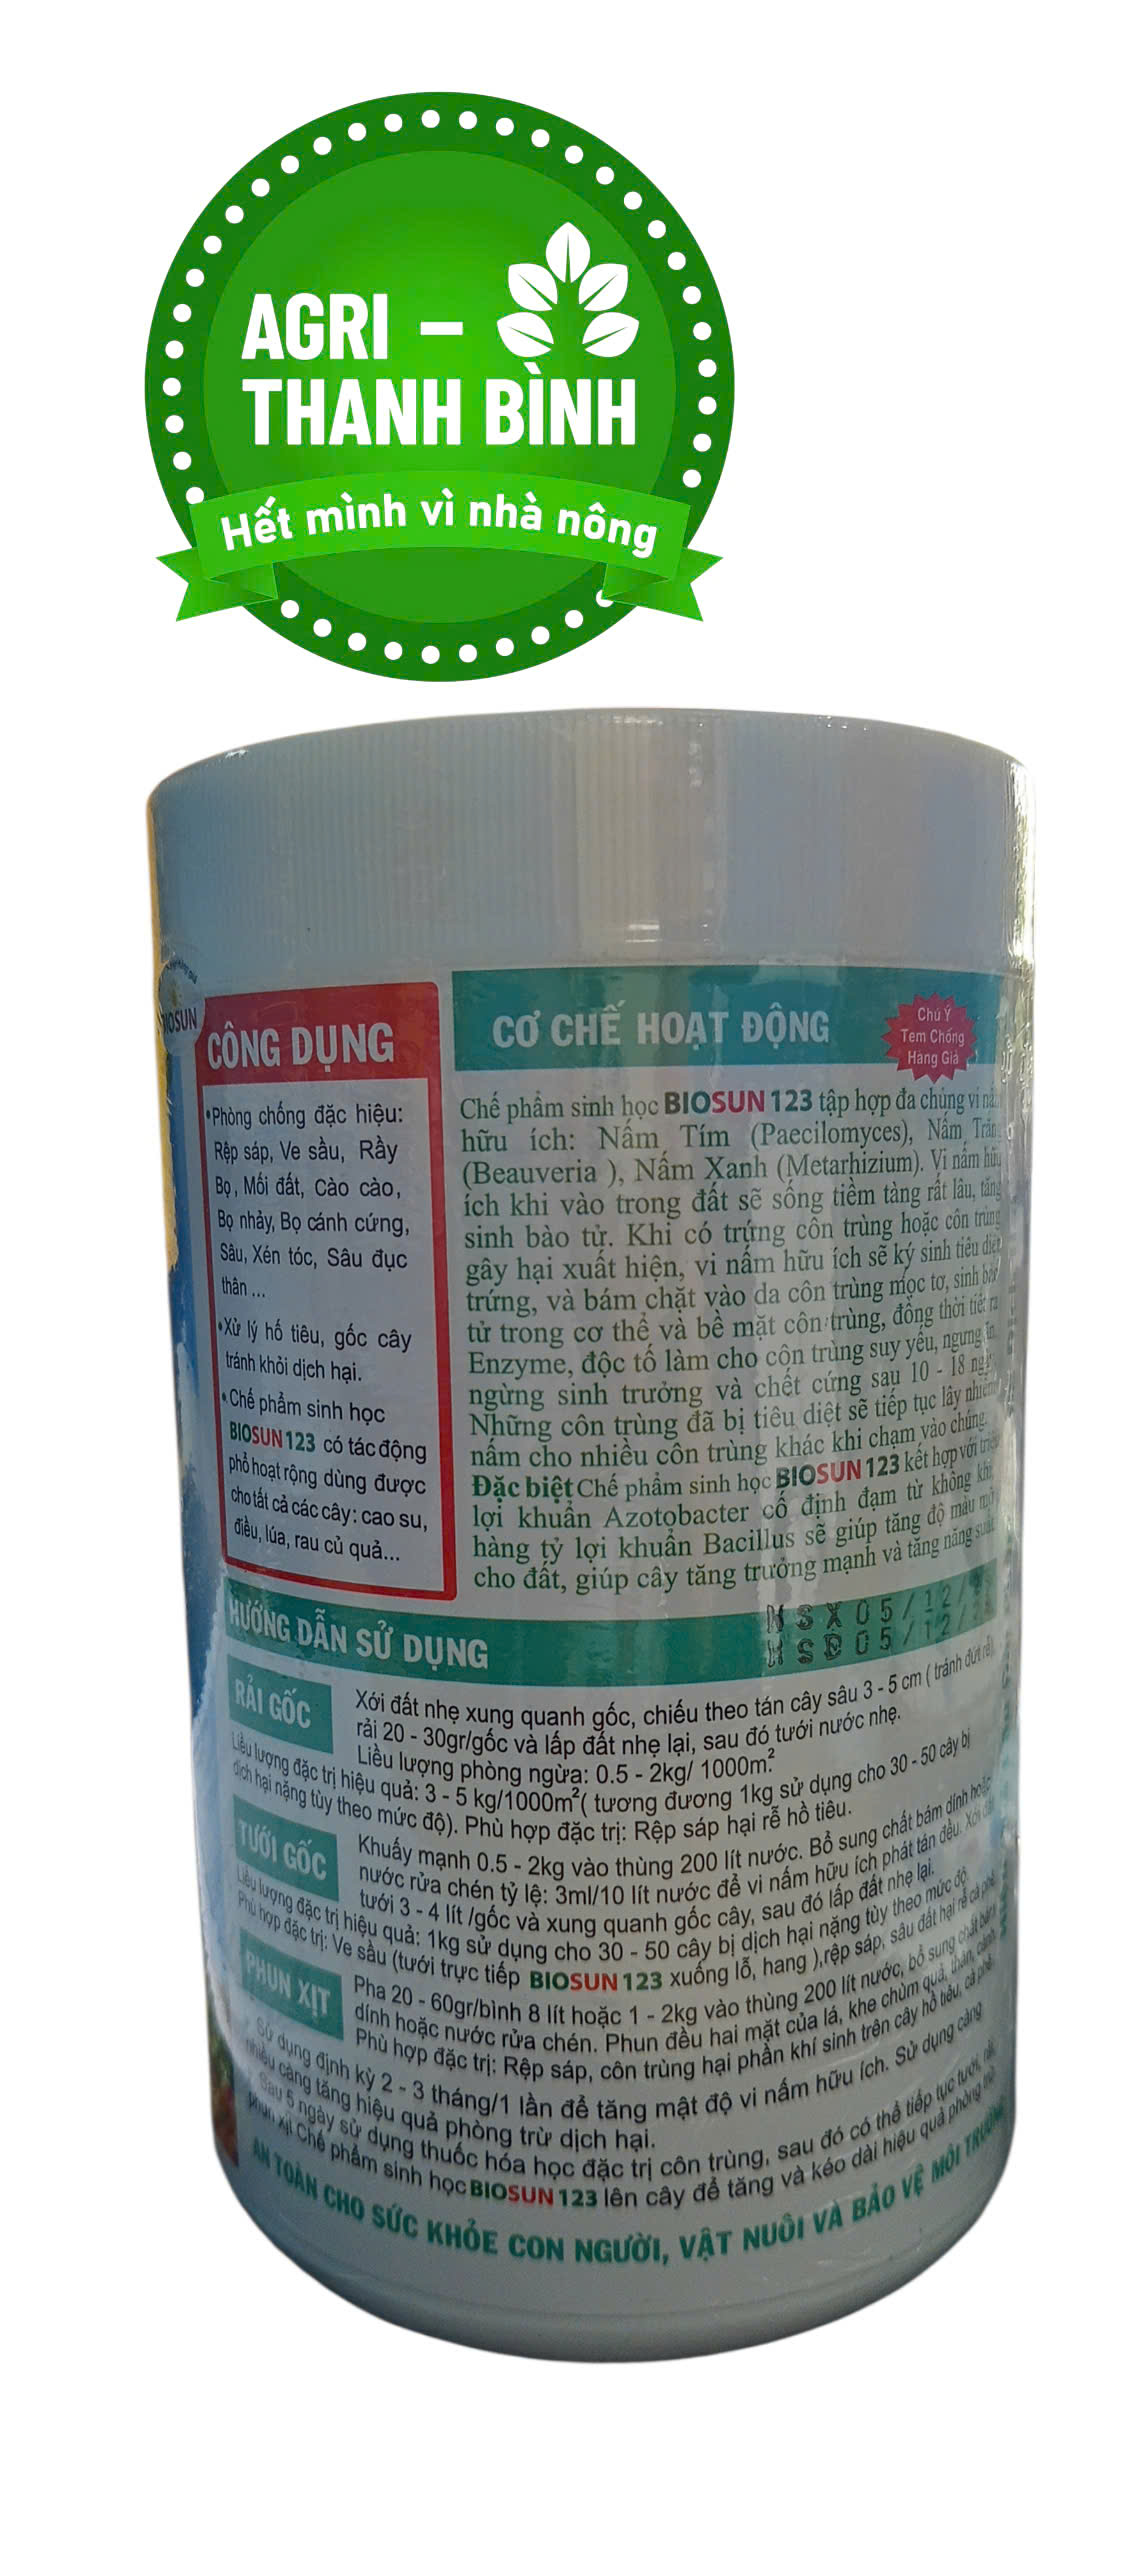 AGRI –
THANH BÌNH
Hết mình vì nhà nông
BIOSUN
CÔNG DỤNG
•Phòng chống đặc hiệu:
Rệp sáp, Ve sầu, Rầy
Bọ, Mối đất, Cào cào,
Bọ nhảy, Bọ cánh cứng,
Sâu, Xén tóc, Sâu đục
thân ...
•Xử lý hố tiêu, gốc cây
tránh khỏi dịch hại.
•Chế phẩm sinh học
BIOSUN 123 có tác động
phổ hoạt rộng dùng được
cho tất cả các cây: cao su,
điều, lúa, rau củ quả...
CƠ CHẾ HOẠT ĐỘNG
Chú Ý
Tem Chống
Hàng Giả
Chế phẩm sinh học BIOSUN 123 tập hợp đa chủng vi
hữu ích: Nấm Tím (Paecilomyces), Nấm
(Beauveria ), Nấm Xanh (Metarhizium). Vi nấm hữu
ích khi vào trong đất sẽ sống tiềm tàng rất lâu, tăng
sinh bào tử. Khi có trứng côn trùng hoặc côn trùng
gây hại xuất hiện, vi nấm hữu ích sẽ ký sinh tiêu diệt
trứng, và bám chặt vào da côn trùng mọc tơ, sinh bào
tử trong cơ thể và bề mặt côn trùng, đồng thời tiết ra
Enzyme, độc tố làm cho côn trùng suy yếu, ngưng ăn,
ngừng sinh trưởng và chết cứng sau 10 - 18 ngày.
Những côn trùng đã bị tiêu diệt sẽ tiếp tục lây nhiễm
nấm cho nhiều côn trùng khác khi chạm vào chúng.
Đặc biệt Chế phẩm sinh học BIOSUN 123 kết hợp với triệu
lợi khuẩn Azotobacter cố định đạm từ không khí,
hàng tỷ lợi khuẩn Bacillus sẽ giúp tăng độ mầu mỡ
cho đất, giúp cây tăng trưởng mạnh và tăng năng suất.
NSX 05/12/
HSD 05/12/
HƯỚNG DẪN SỬ DỤNG
RẢI GỐC
Xới đất nhẹ xung quanh gốc, chiếu theo tán cây sâu 3 - 5 cm ( tránh đứt rễ),
rải 20 - 30gr/gốc và lấp đất nhẹ lại, sau đó tưới nước nhẹ.
Liều lượng phòng ngừa: 0.5 - 2kg/ 1000m²
Liều lượng đặc trị hiệu quả: 3 - 5 kg/1000m²( tương đương 1kg sử dụng cho 30 - 50 cây bị
dịch hại nặng tùy theo mức độ). Phù hợp đặc trị: Rệp sáp hại rễ hồ tiêu.
TƯỚI GỐC
Khuấy mạnh 0.5 - 2kg vào thùng 200 lít nước. Bổ sung chất bám dính hoặc
nước rửa chén tỷ lệ: 3ml/10 lít nước để vi nấm hữu ích phát tán đều. Xới đất
tưới 3 - 4 lít /gốc và xung quanh gốc cây, sau đó lấp đất nhẹ lại.
Liều lượng đặc trị hiệu quả: 1kg sử dụng cho 30 - 50 cây bị dịch hại nặng tùy theo mức độ.
Phù hợp đặc trị: Ve sầu (tưới trực tiếp BIOSUN 123 xuống lỗ, hang ),rệp sáp, sâu đất hại rễ cà phê.
PHUN XỊT
Pha 20 - 60gr/bình 8 lít hoặc 1 - 2kg vào thùng 200 lít nước, bổ sung chất bám
dính hoặc nước rửa chén. Phun đều hai mặt của lá, khe chùm quả, thân, cành.
Phù hợp đặc trị: Rệp sáp, côn trùng hại phần khí sinh trên cây hồ tiêu, cà phê.
Sử dụng định kỳ 2 - 3 tháng/1 lần để tăng mật độ vi nấm hữu ích. Sử dụng càng
nhiều càng tăng hiệu quả phòng trừ dịch hại.
Sau 5 ngày sử dụng thuốc hóa học đặc trị côn trùng, sau đó có thể tiếp tục tưới, rải,
phun xịt Chế phẩm sinh học BIOSUN 123 lên cây để tăng và kéo dài hiệu quả phòng trừ
AN TOÀN CHO SỨC KHỎE CON NGƯỜI, VẬT NUÔI VÀ BẢO VỆ MÔI TRƯỜNG